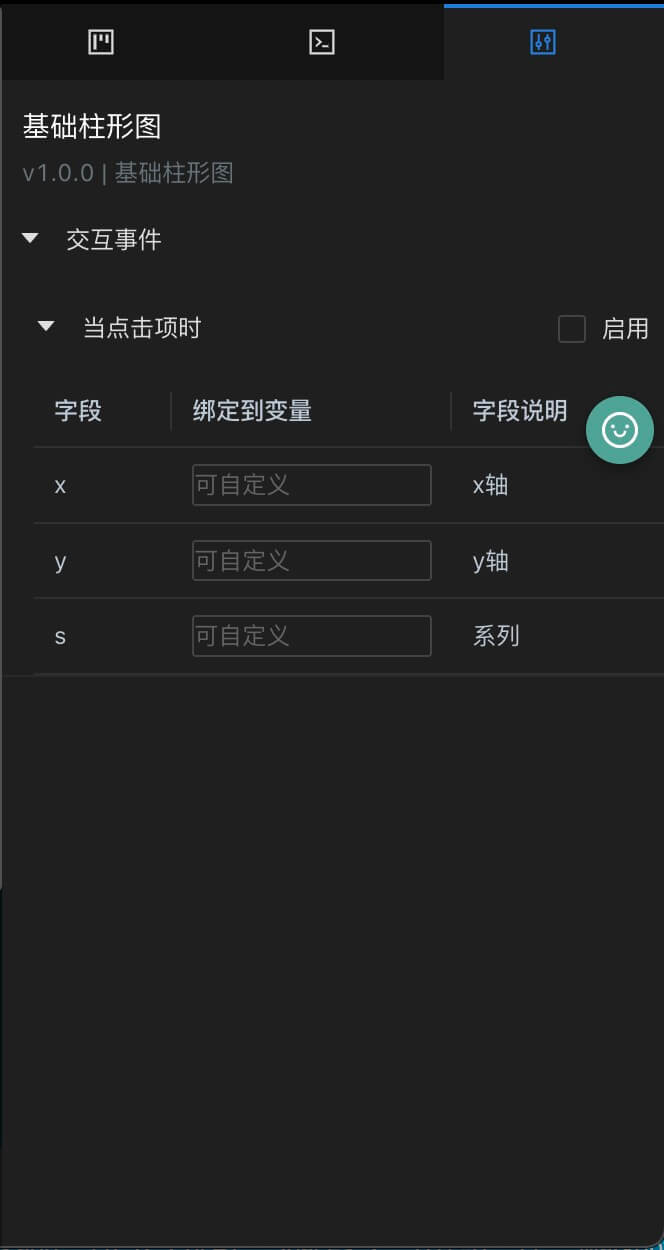 基础柱形图
v1.0.0 | 基础柱形图
交互事件
当点击项时 启用
字段 绑定到变量 字段说明
x 可自定义 x轴
y 可自定义 y轴
s 可自定义 系列